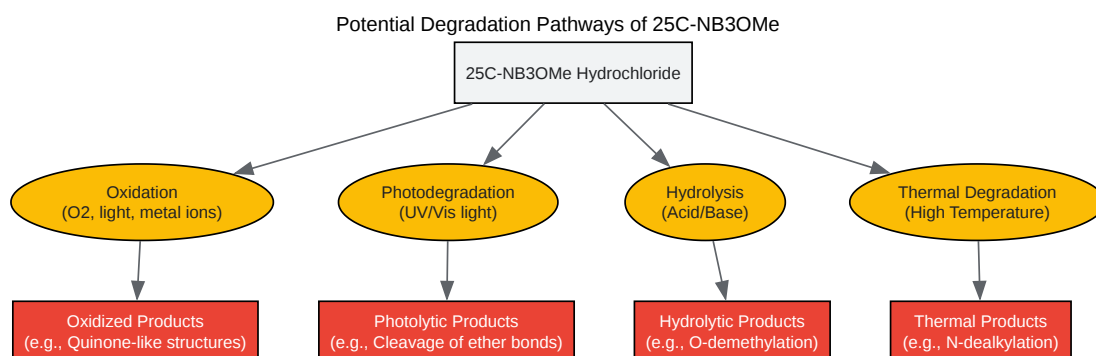 Potential Degradation Pathways of 25C-NB3OMe
25C-NB3OMe Hydrochloride
Oxidation
(O2, light, metal ions)
Photodegradation
(UV/Vis light)
Hydrolysis
(Acid/Base)
Thermal Degradation
(High Temperature)
Oxidized Products
(e.g., Quinone-like structures)
Photolytic Products
(e.g., Cleavage of ether bonds)
Hydrolytic Products
(e.g., O-demethylation)
Thermal Products
(e.g., N-dealkylation)